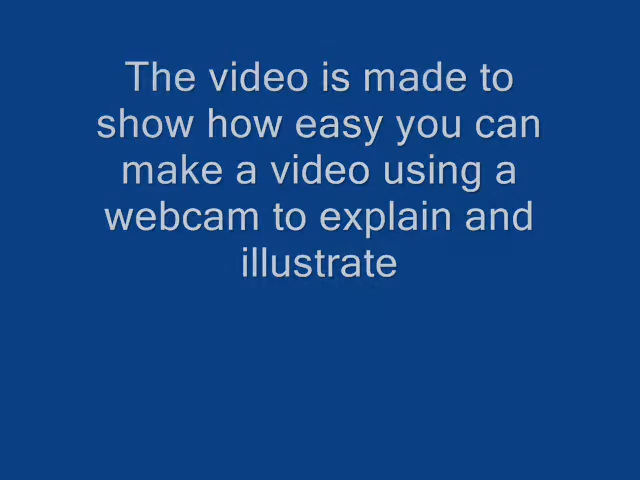 The video is made to
show how easy you can
make a video using a
webcam to explain and
illustrate